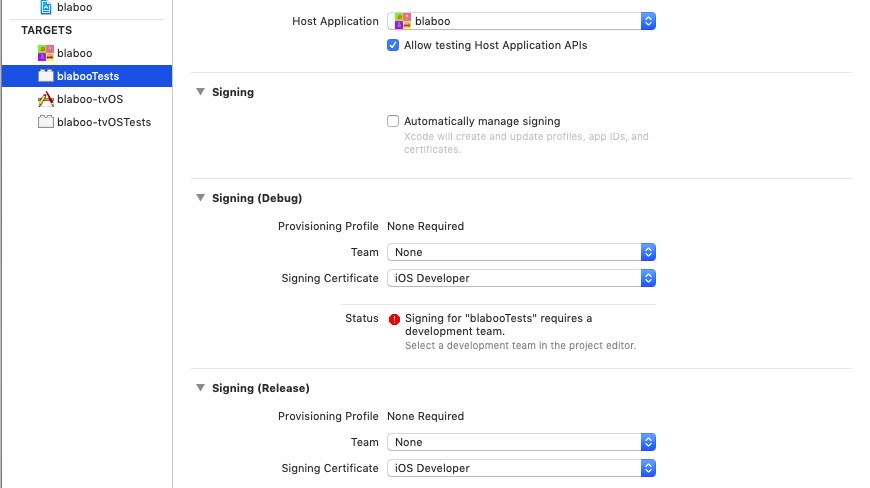 blaboo
TARGETS
blaboo
blabooTests
blaboo-tvOS
blaboo-tvOSTests
Host Application blaboo
Allow testing Host Application APIs
Signing
Automatically manage signing
Xcode will create and update profiles, app IDs, and
certificates.
Signing (Debug)
Provisioning Profile None Required
Team None
Signing Certificate iOS Developer
Status Signing for "blabooTests" requires a
development team.
Select a development team in the project editor.
Signing (Release)
Provisioning Profile None Required
Team None
Signing Certificate iOS Developer